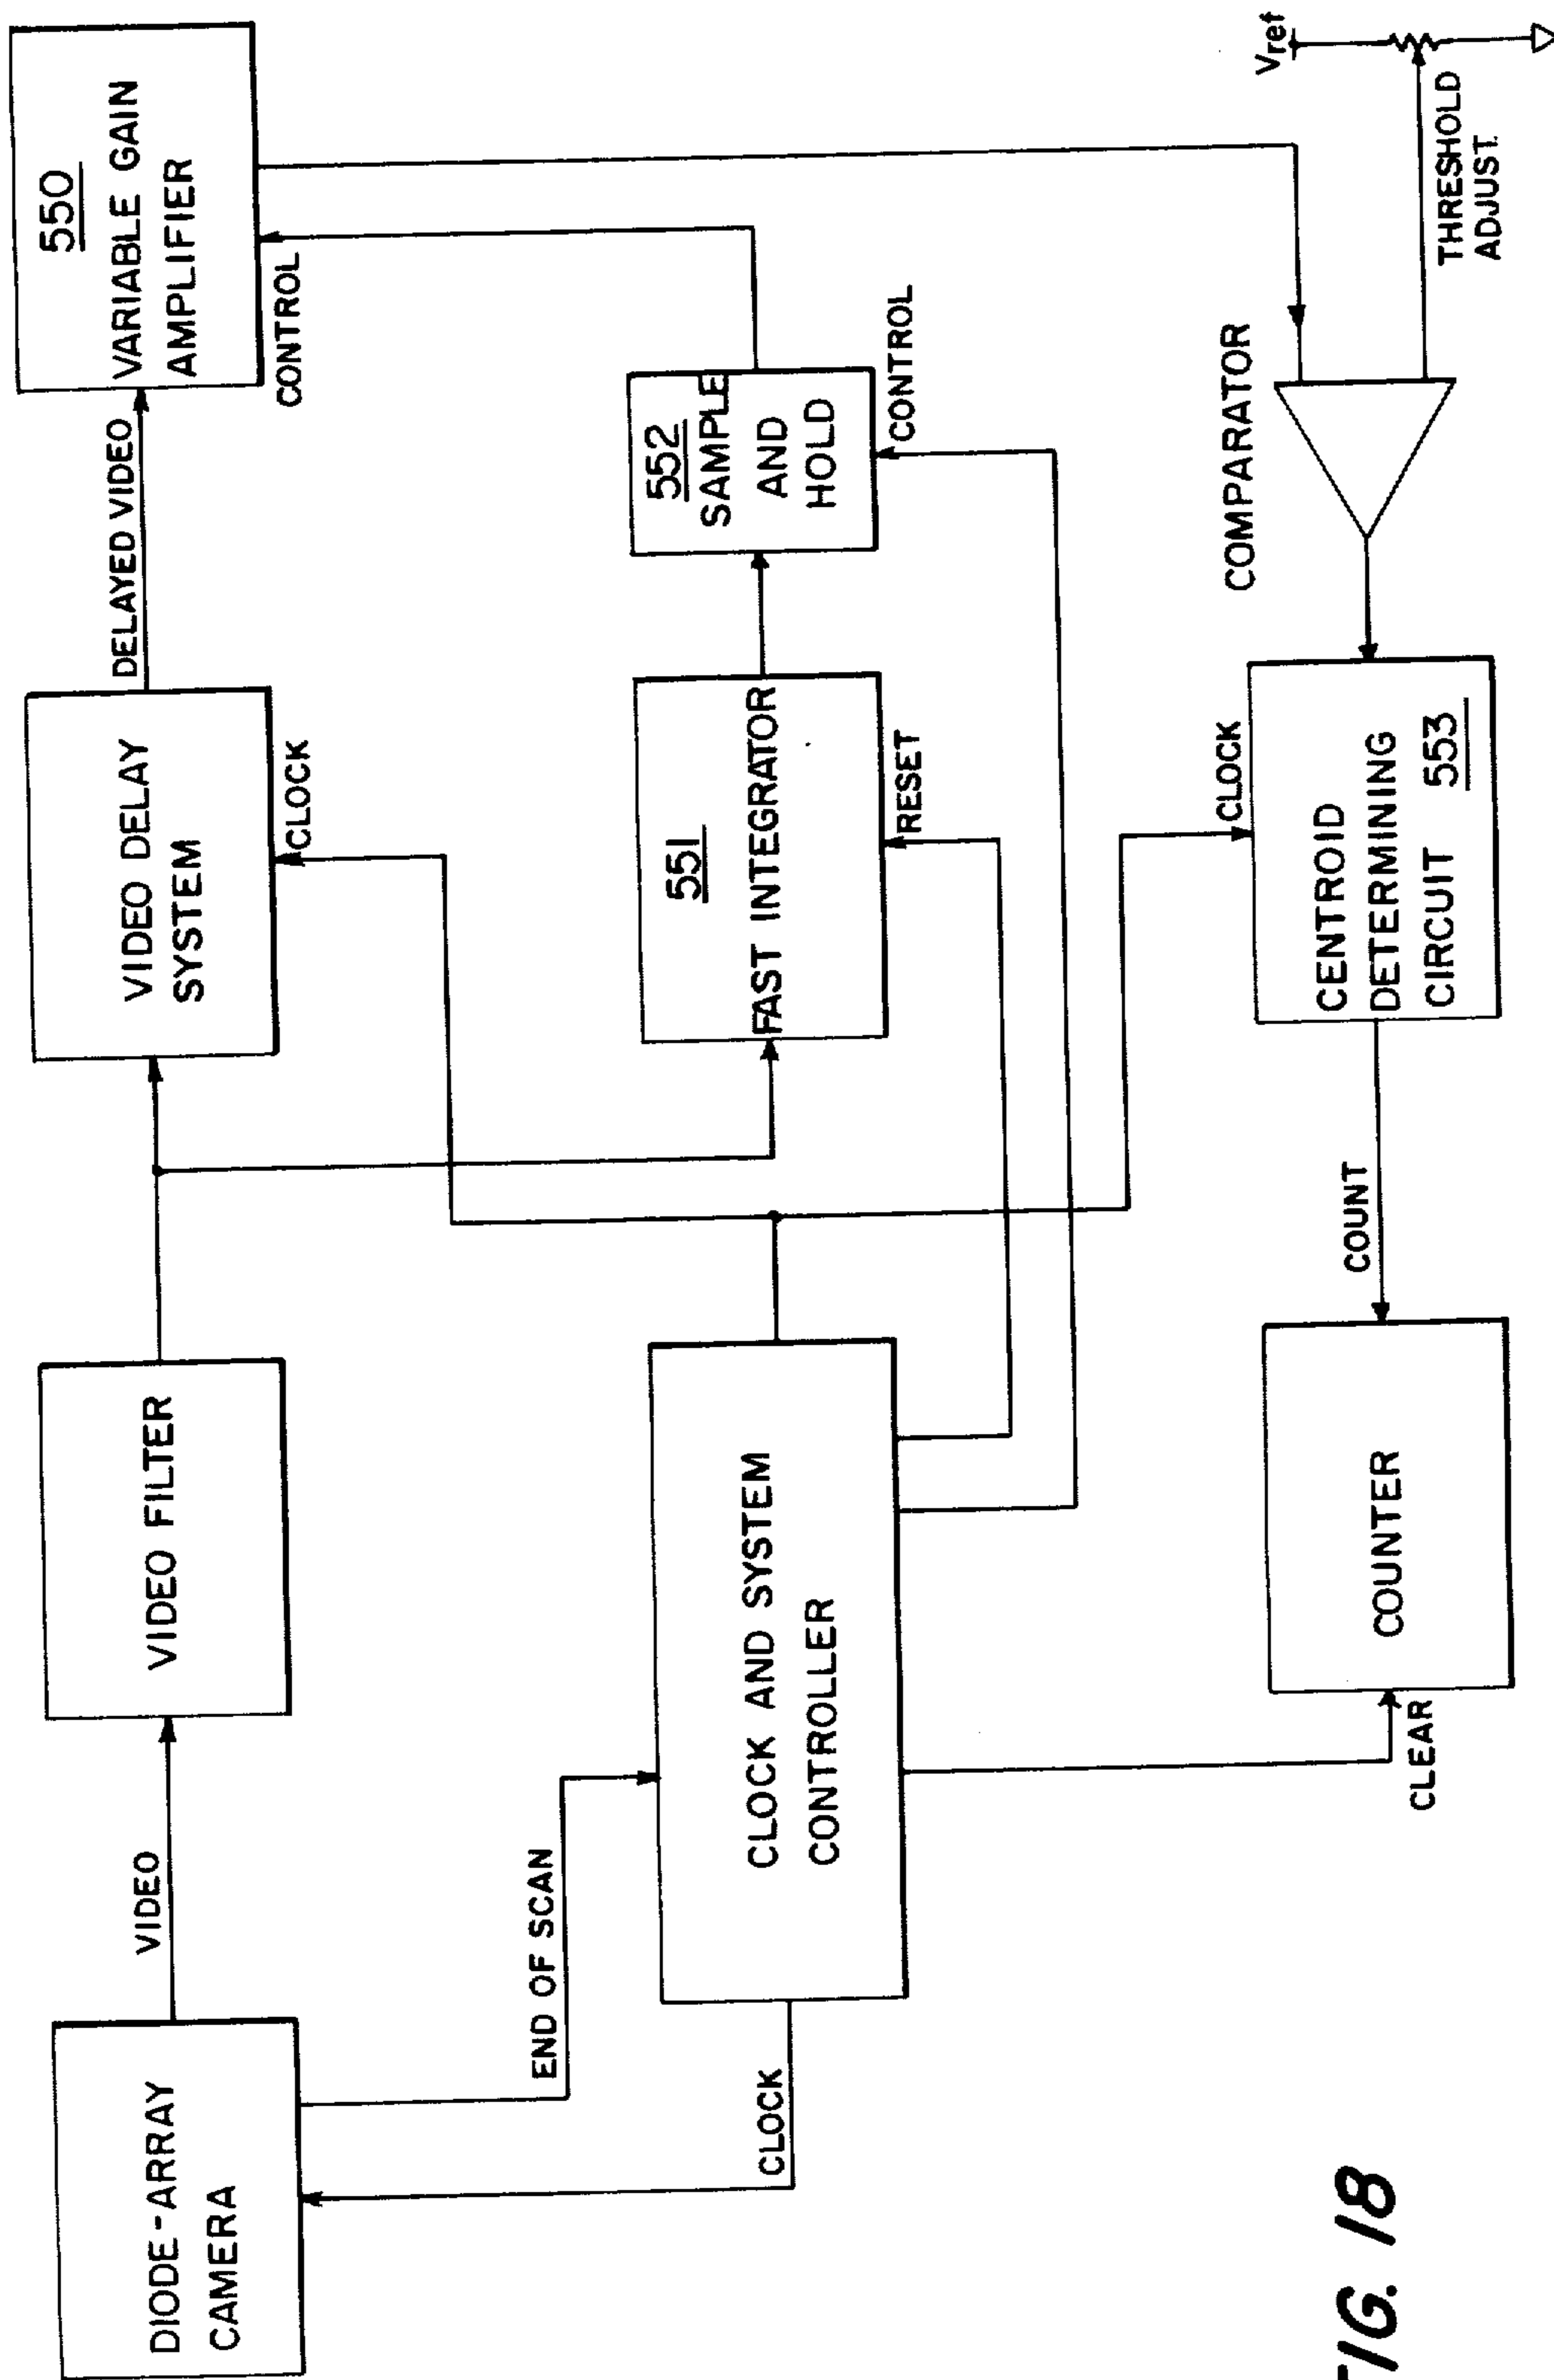 DIODE-ARRAY
CAMERA
VIDEO
VIDEO FILTER
VIDEO DELAY
SYSTEM
CLOCK
DELAYED VIDEO
550
VARIABLE GAIN
AMPLIFIER
CONTROL
END OF SCAN
CLOCK
CLOCK AND SYSTEM
CONTROLLER
551
FAST INTEGRATOR
RESET
552
SAMPLE
AND
HOLD
CONTROL
CLEAR
COUNTER
COUNT
CLOCK
CENTROID
DETERMINING
CIRCUIT 553
COMPARATOR
Vref
THRESHOLD
ADJUST.
FIG. 18